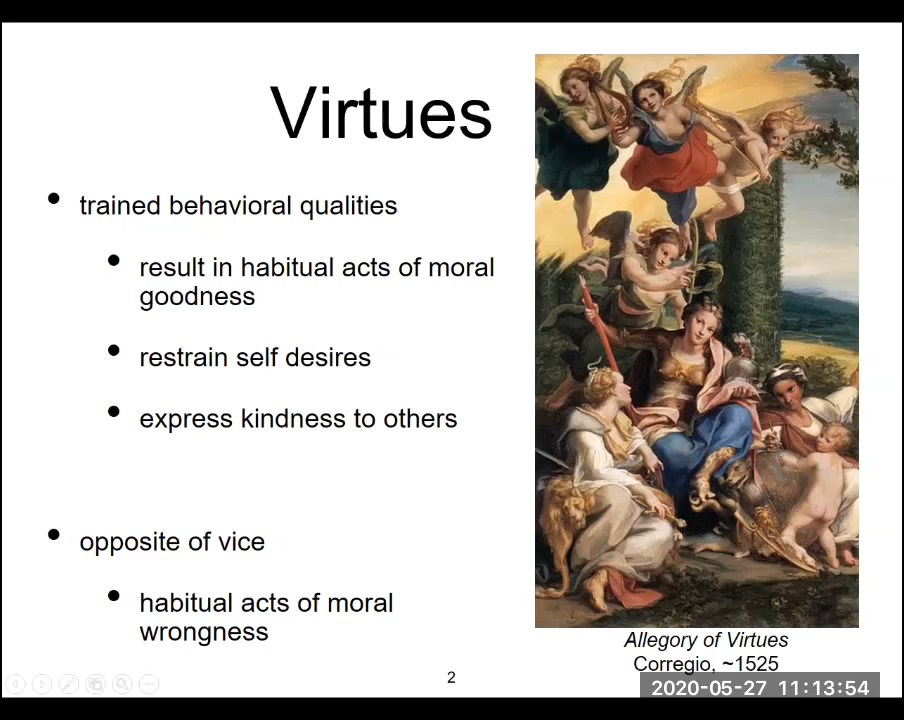 Virtues
• trained behavioral qualities
• result in habitual acts of moral
goodness
• restrain self desires
• express kindness to others
• opposite of vice
• habitual acts of moral
wrongness
Allegory of Virtues
Corregio, ~1525
2
2020-05-27 11:13:54